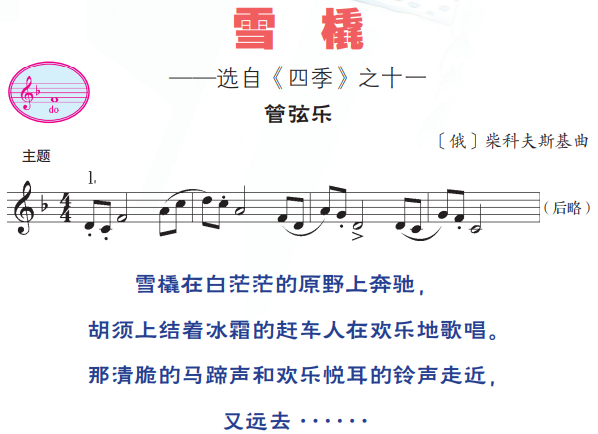 雪 橇
——选自《四季》之十一
do
管弦乐
〔俄〕柴科夫斯基曲
主题
1.
4
4
（后略）
雪橇在白茫茫的原野上奔驰，
胡须上结着冰霜的赶车人在欢乐地歌唱。
那清脆的马蹄声和欢乐悦耳的铃声走近，
又远去······